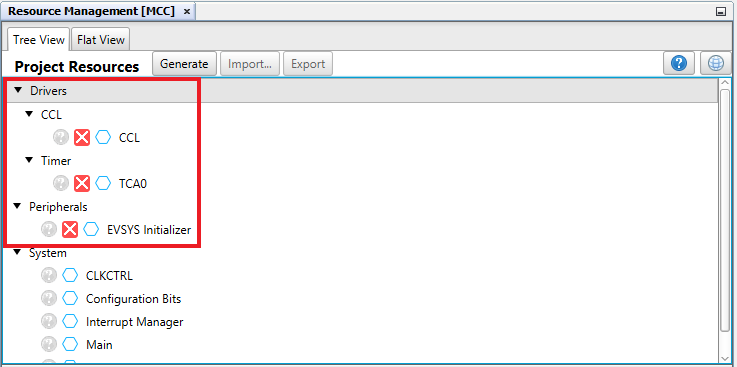 Resource Management [MCC] ×
Tree View Flat View
Project Resources Generate Import... Export ?
Drivers
CCL
? CCL
Timer
? TCA0
Peripherals
? EVSYS Initializer
System
? CLKCTRL
? Configuration Bits
? Interrupt Manager
? Main